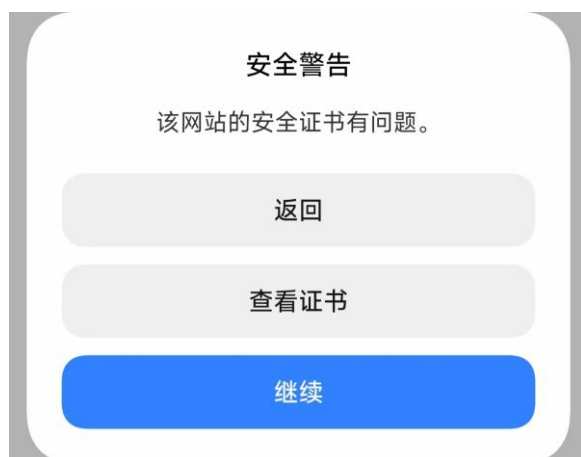 安全警告
该网站的安全证书有问题。
返回
查看证书
继续